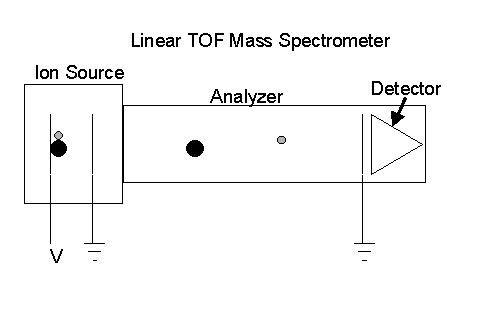 Linear TOF Mass Spectrometer
Ion Source
Analyzer
Detector
V